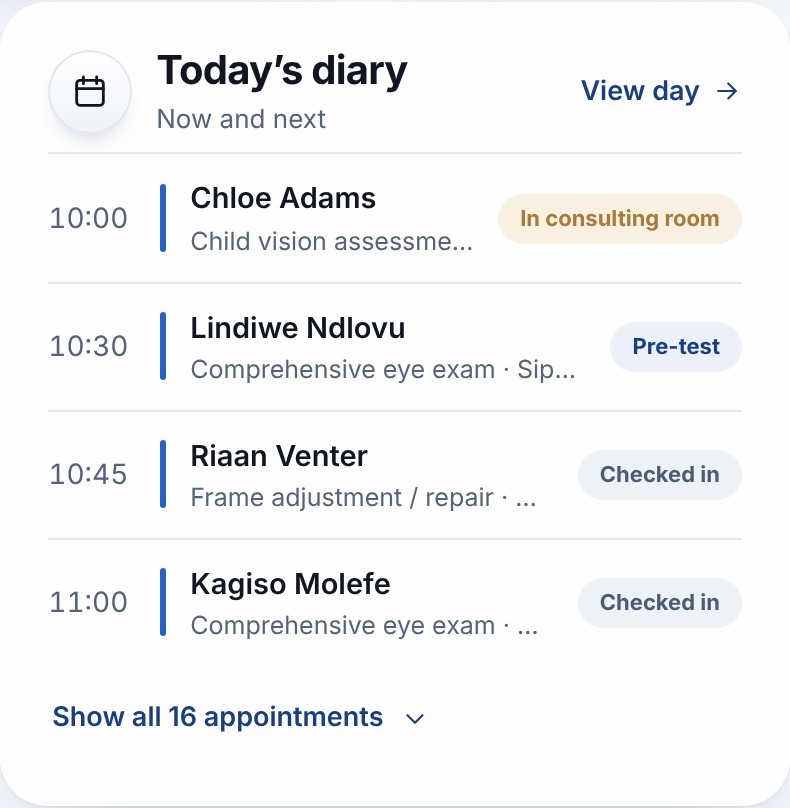 Today’s diary
Now and next
View day
10:00
Chloe Adams
Child vision assessme...
In consulting room
10:30
Lindiwe Ndlovu
Comprehensive eye exam · Sip...
Pre-test
10:45
Riaan Venter
Frame adjustment / repair · ...
Checked in
11:00
Kagiso Molefe
Comprehensive eye exam · ...
Checked in
Show all 16 appointments